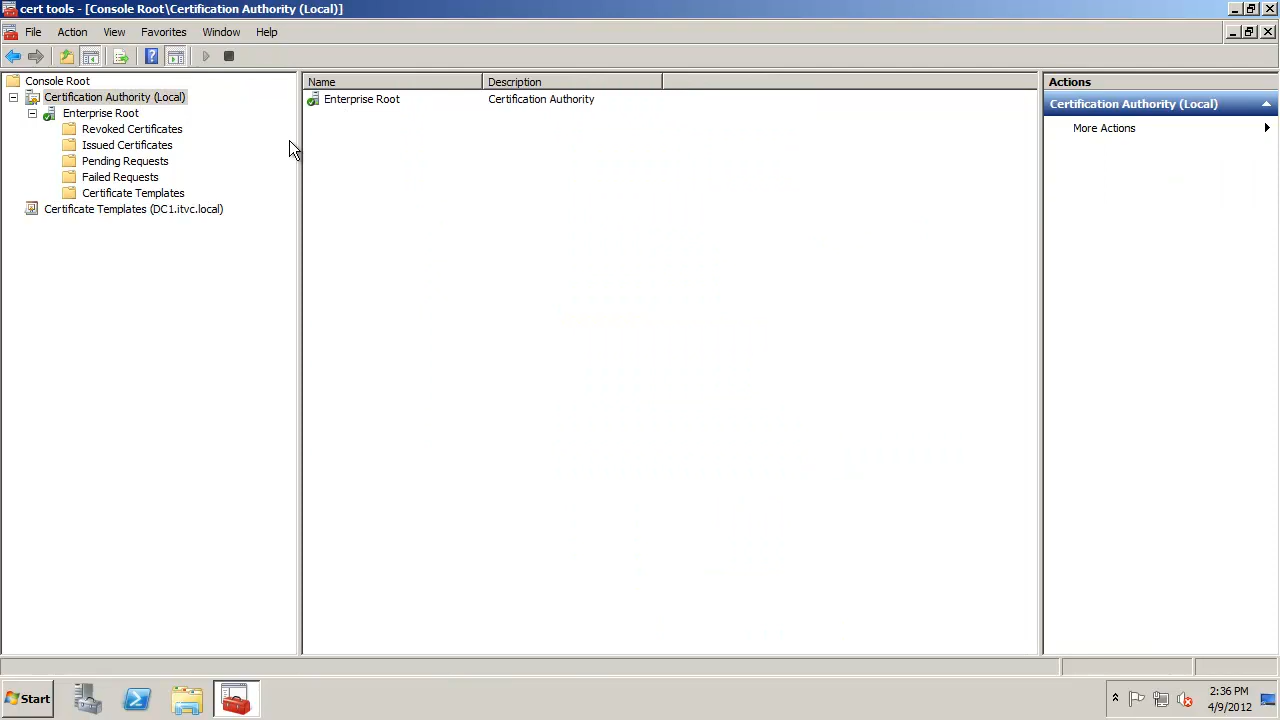 cert tools - [Console Root\Certification Authority (Local)]
File Action View Favorites Window Help
Console Root
Certification Authority (Local)
Enterprise Root
Revoked Certificates
Issued Certificates
Pending Requests
Failed Requests
Certificate Templates
Certificate Templates (DC1.itvc.local)
Name Description
Enterprise Root Certification Authority
Actions
Certification Authority (Local)
More Actions
Start
2:36 PM
4/9/2012